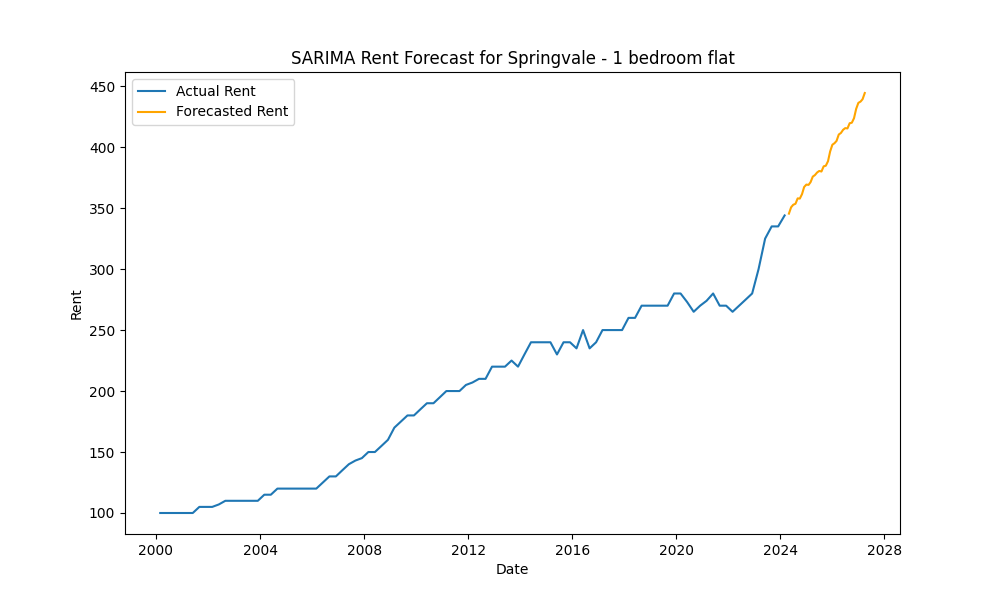 SARIMA Rent Forecast for Springvale - 1 bedroom flat
Actual Rent
Forecasted Rent
450
400
350
300
250
200
150
100
Rent
2000 2004 2008 2012 2016 2020 2024 2028
Date